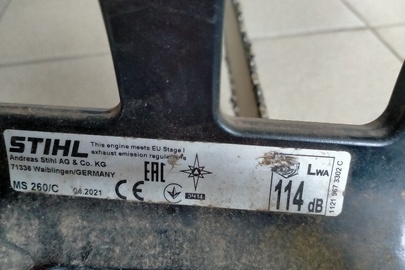 STIHL
This engine meets EU Stage I
exhaust emission regulations
Andreas Stihl AG & Co. KG
71336 Waiblingen/GERMANY
MS 260/C
04.2021
EAC
CE
LWA
114 dB
1121 967 3302 C